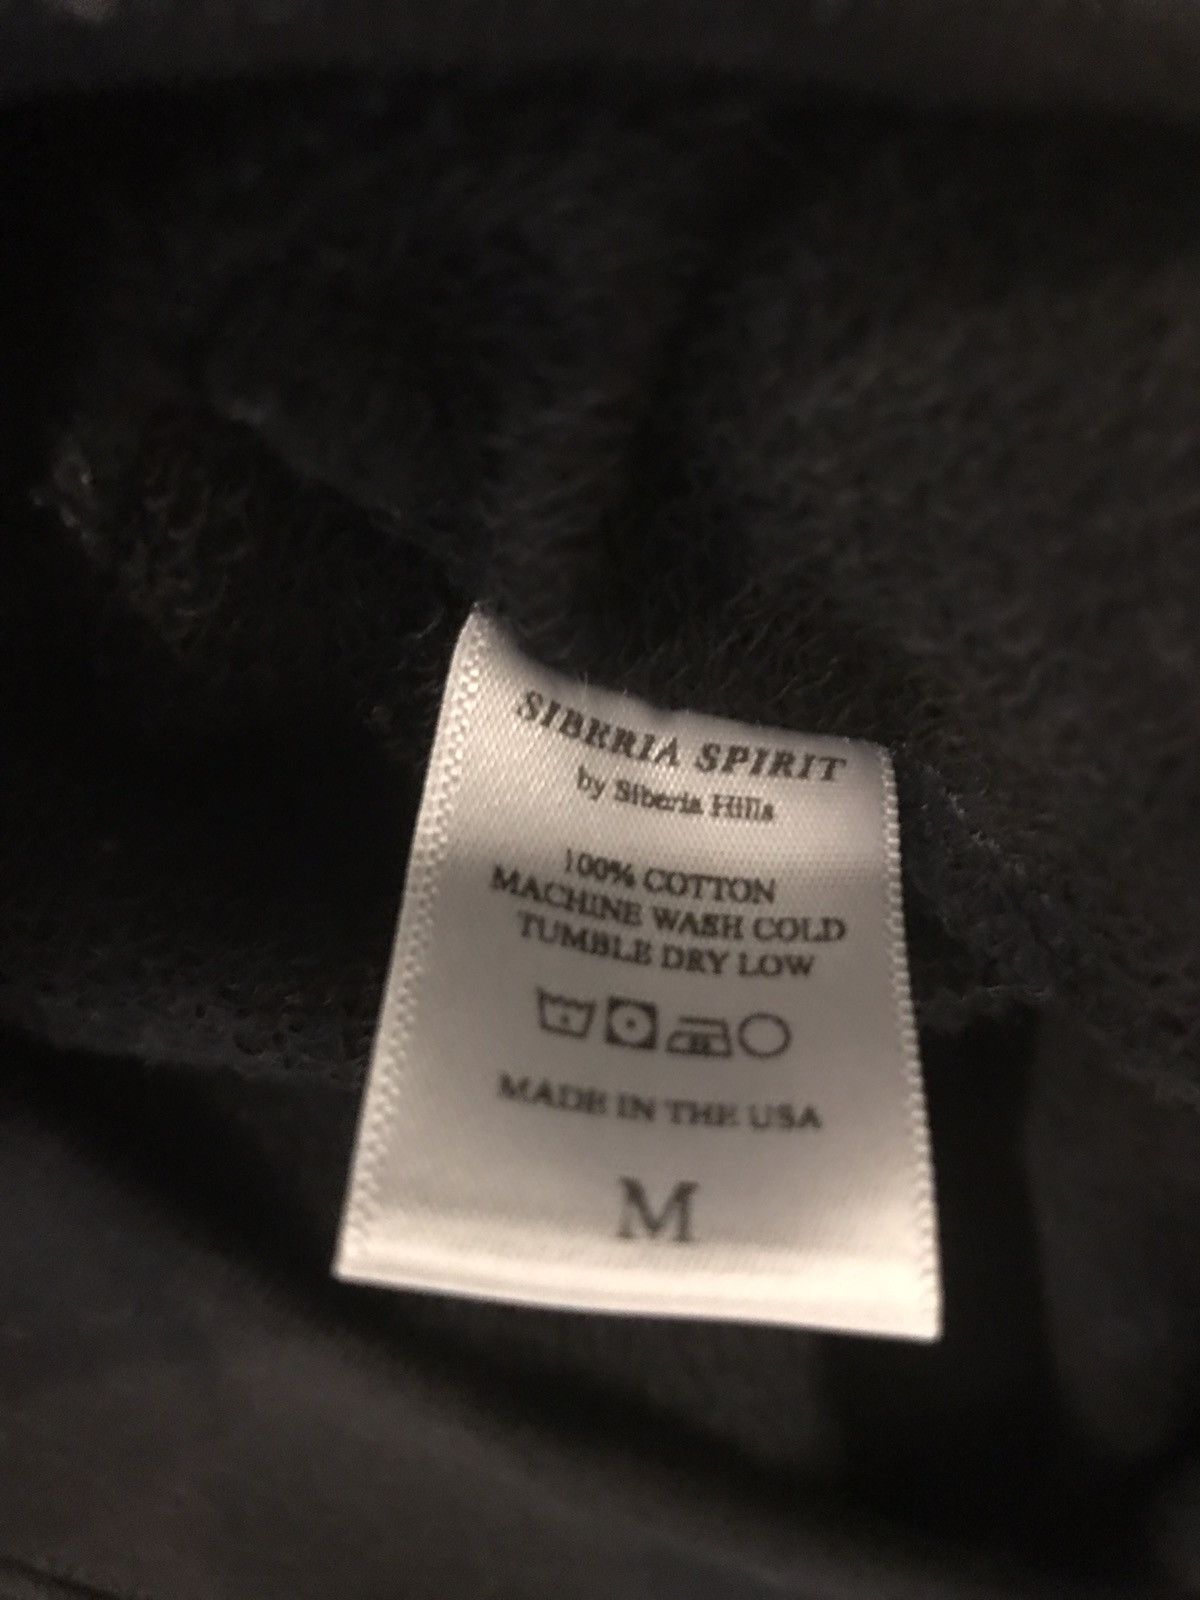 SIBERIA SPIRIT
by Siberia Hills
100% COTTON
MACHINE WASH COLD
TUMBLE DRY LOW
MADE IN THE USA
M